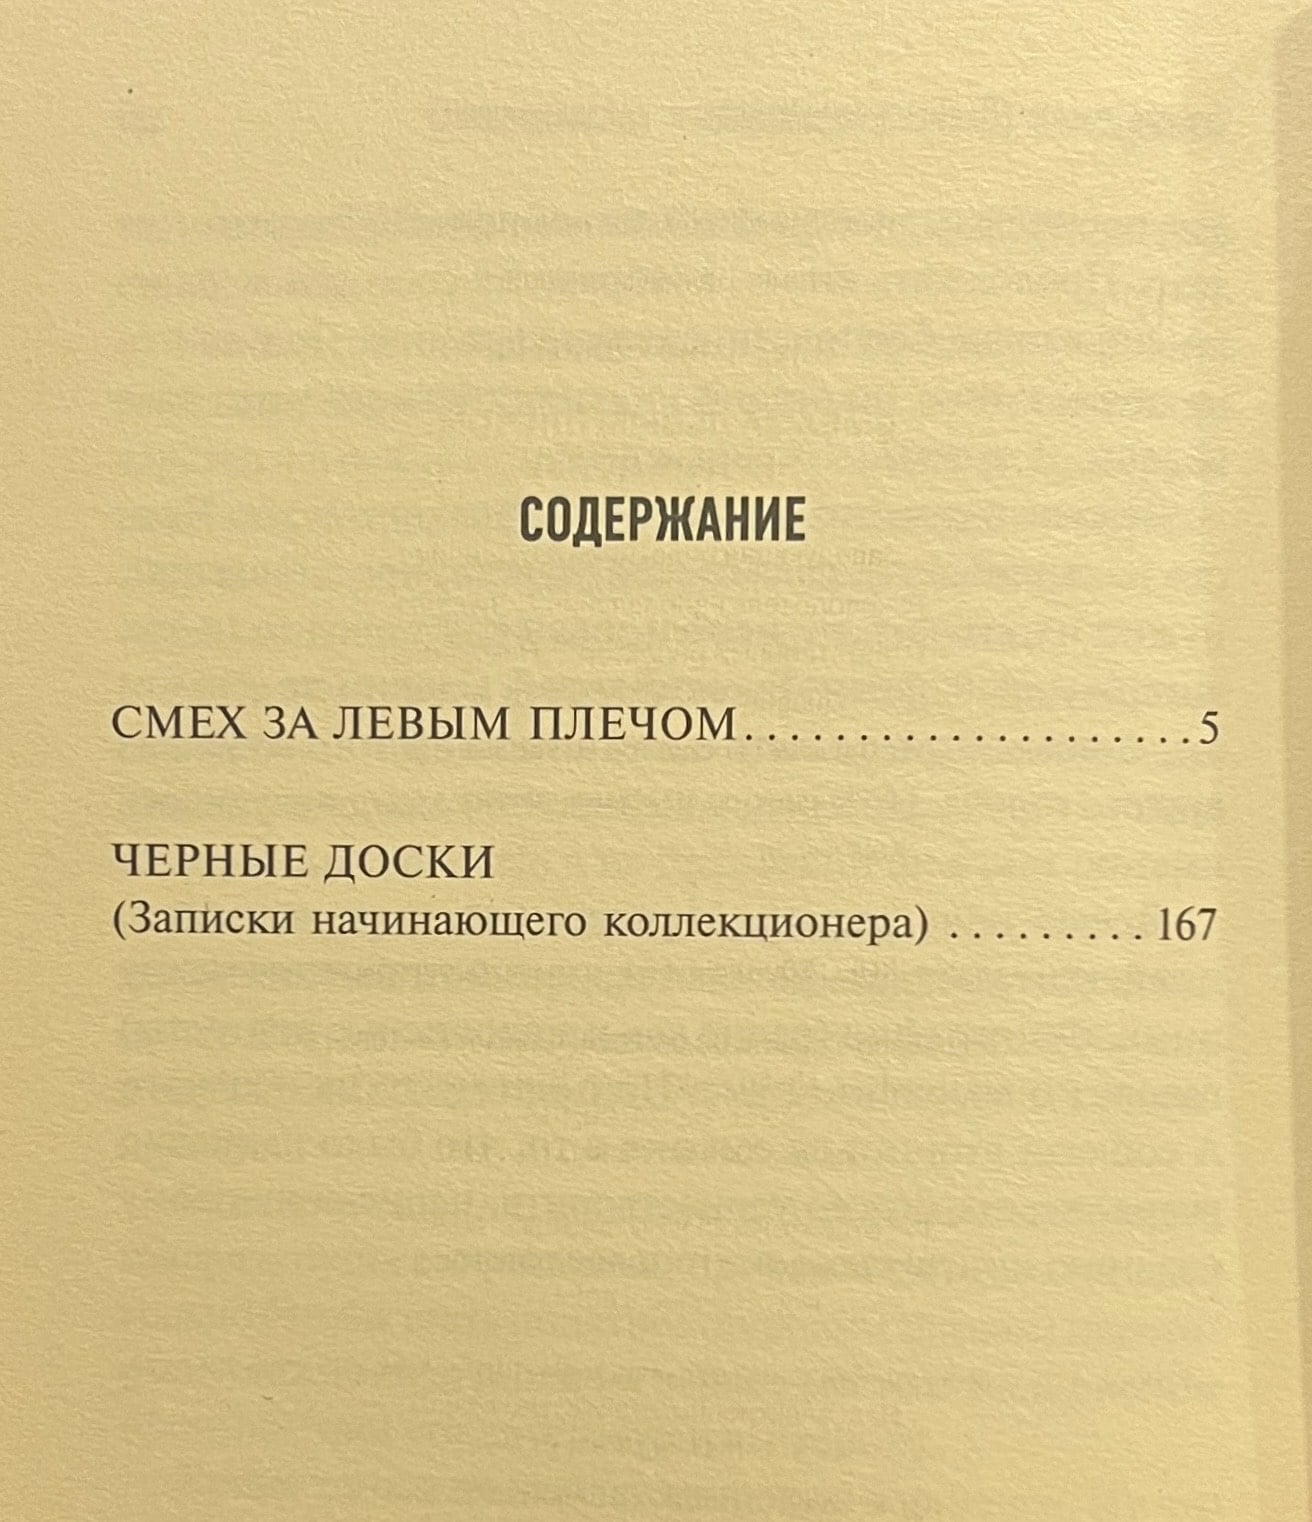 СОДЕРЖАНИЕ
СМЕХ ЗА ЛЕВЫМ ПЛЕЧОМ.....................5
ЧЕРНЫЕ ДОСКИ
(Записки начинающего коллекционера) ......... 167